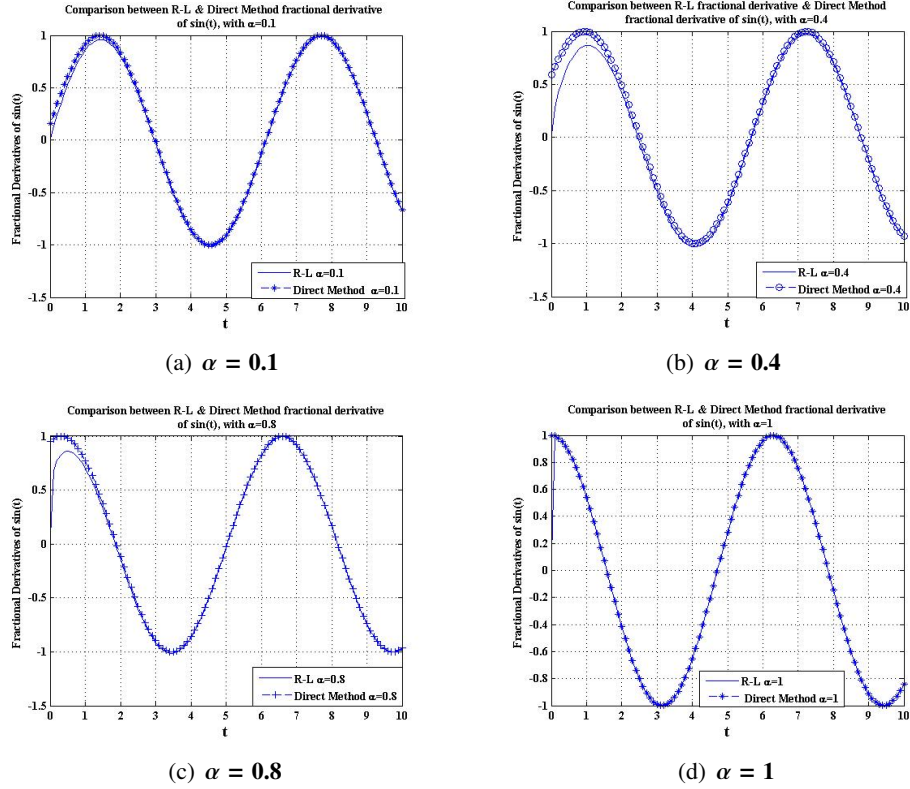 Comparison between R-L & Direct Method fractional derivative
of sin(t), with α=0.1
Fractional Derivatives of sin(t)
1
0.5
0
-0.5
-1
-1.5
0 1 2 3 4 5 6 7 8 9 10
t
R-L α=0.1
Direct Method α=0.1
(a) α = 0.1
Comparison between R-L fractional derivative & Direct Method
fractional derivative of sin(t), with α=0.4
Fractional Derivatives of sin(t)
1
0.5
0
-0.5
-1
-1.5
0 1 2 3 4 5 6 7 8 9 10
t
R-L α=0.4
Direct Method α=0.4
(b) α = 0.4
Comparison between R-L & Direct Method fractional derivative
of sin(t), with α=0.8
Fractional Derivatives of sin(t)
1
0.5
0
-0.5
-1
-1.5
0 1 2 3 4 5 6 7 8 9 10
t
R-L α=0.8
Direct Method α=0.8
(c) α = 0.8
Comparison between R-L & Direct Method fractional derivative
of sin(t), with α=1
Fractional Derivatives of sin(t)
1
0.8
0.6
0.4
0.2
0
-0.2
-0.4
-0.6
-0.8
-1
0 1 2 3 4 5 6 7 8 9 10
t
R-L α=1
Direct Method α=1
(d) α = 1